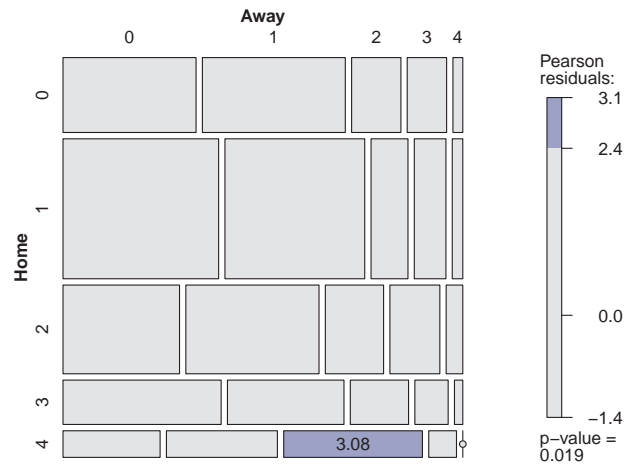 Away
0 1 2 3 4
Home
0
1
2
3
4
3.08
Pearson
residuals:
3.1
2.4
0.0
−1.4
p−value =
0.019